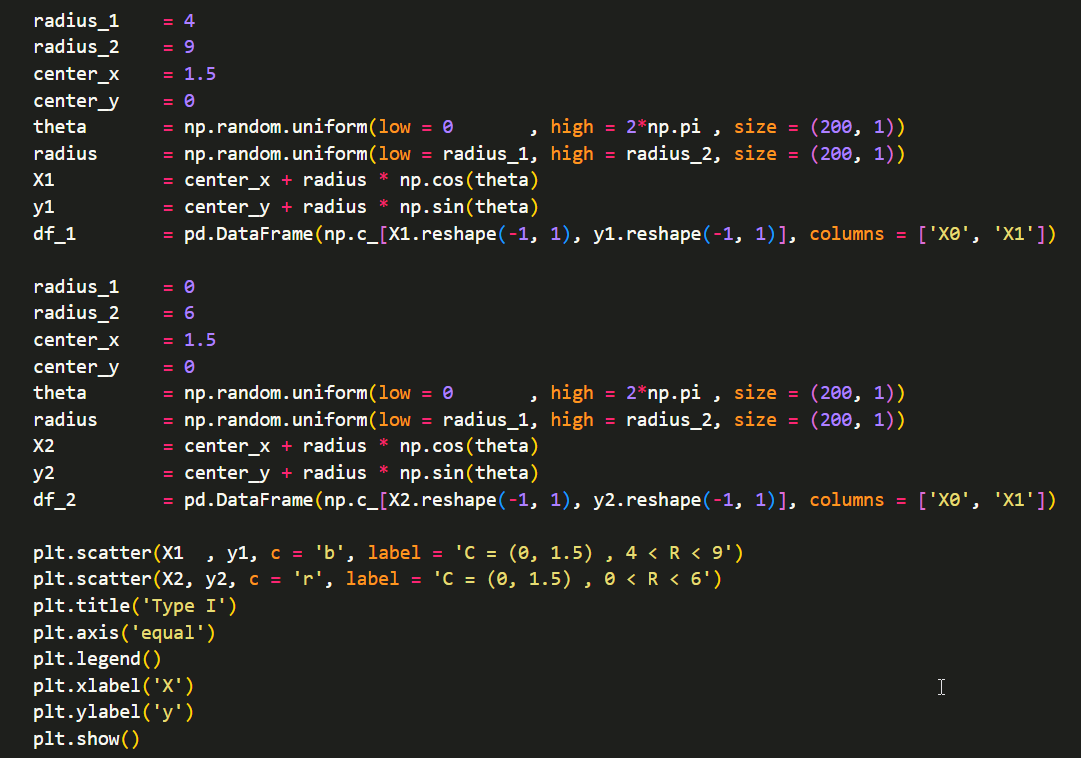 radius_1    = 4
radius_2    = 9
center_x    = 1.5
center_y    = 0
theta       = np.random.uniform(low = 0       , high = 2*np.pi , size = (200, 1))
radius      = np.random.uniform(low = radius_1, high = radius_2, size = (200, 1))
X1          = center_x + radius * np.cos(theta)
y1          = center_y + radius * np.sin(theta)
df_1        = pd.DataFrame(np.c_[X1.reshape(-1, 1), y1.reshape(-1, 1)], columns = ['X0', 'X1'])
radius_1    = 0
radius_2    = 6
center_x    = 1.5
center_y    = 0
theta       = np.random.uniform(low = 0       , high = 2*np.pi , size = (200, 1))
radius      = np.random.uniform(low = radius_1, high = radius_2, size = (200, 1))
X2          = center_x + radius * np.cos(theta)
y2          = center_y + radius * np.sin(theta)
df_2        = pd.DataFrame(np.c_[X2.reshape(-1, 1), y2.reshape(-1, 1)], columns = ['X0', 'X1'])
plt.scatter(X1  , y1, c = 'b', label = 'C = (0, 1.5) , 4 < R < 9')
plt.scatter(X2, y2, c = 'r', label = 'C = (0, 1.5) , 0 < R < 6')
plt.title('Type I')
plt.axis('equal')
plt.legend()
plt.xlabel('X')
plt.ylabel('y')
plt.show()